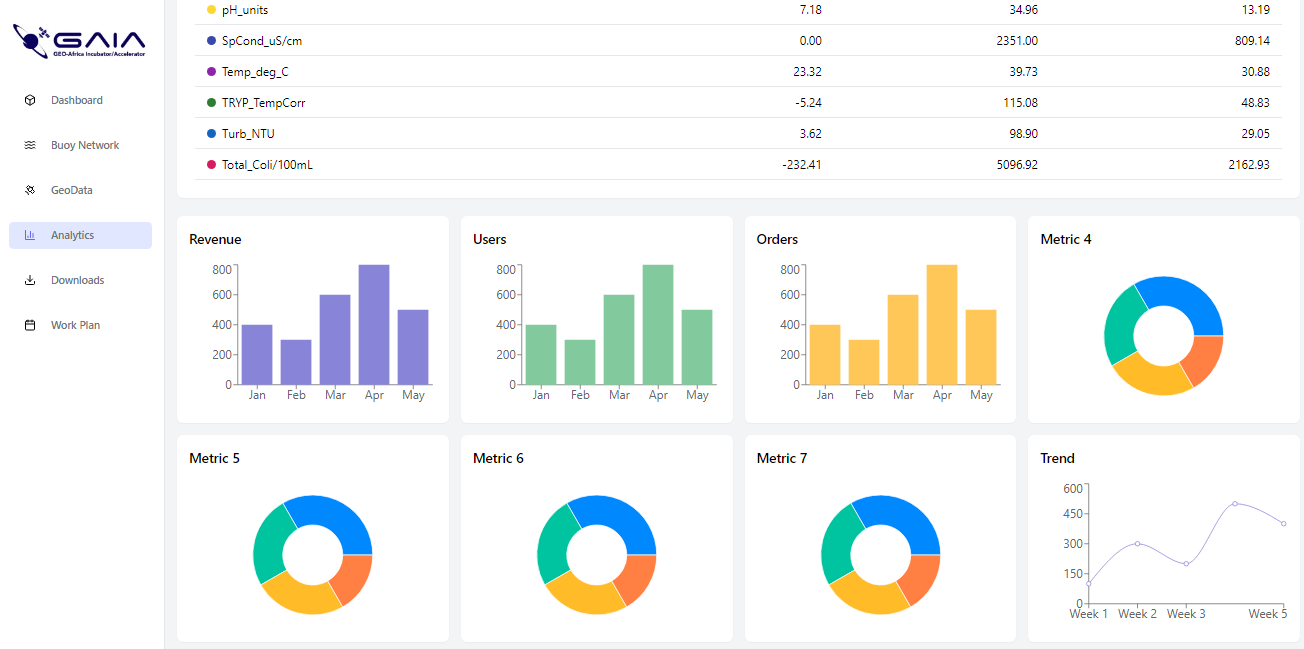 GAIA
GEO-Africa Incubator/Accelerator
Dashboard
Buoy Network
GeoData
Analytics
Downloads
Work Plan
pH_units 7.18 34.96 13.19
SpCond_uS/cm 0.00 2351.00 809.14
Temp_deg_C 23.32 39.73 30.88
TRYP_TempCorr -5.24 115.08 48.83
Turb_NTU 3.62 98.90 29.05
Total_Coli/100mL -232.41 5096.92 2162.93
Revenue
800
600
400
200
0
Jan Feb Mar Apr May
Users
800
600
400
200
0
Jan Feb Mar Apr May
Orders
800
600
400
200
0
Jan Feb Mar Apr May
Metric 4
Metric 5
Metric 6
Metric 7
Trend
600
450
300
150
0
Week 1 Week 2 Week 3 Week 5